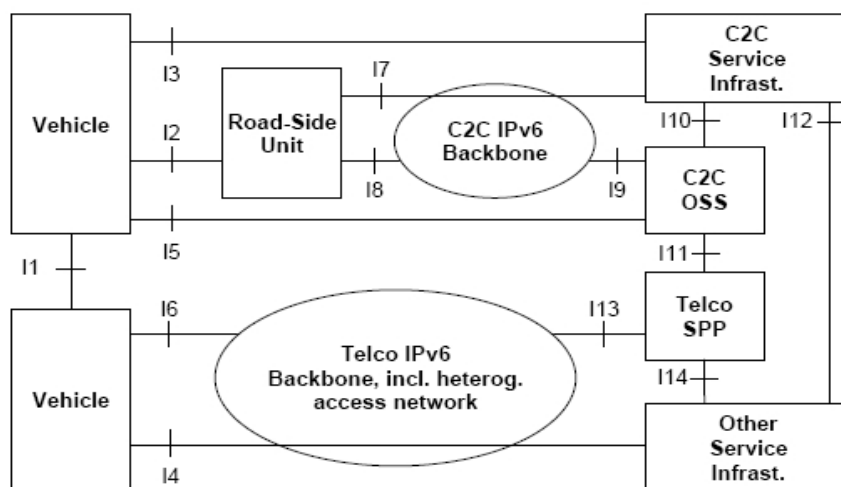 Vehicle
I3
I2
I5
I1
Road-Side
Unit
I7
I8
C2C IPv6
Backbone
I9
C2C
Service
Infrast.
I10
I12
C2C
OSS
I11
Vehicle
I6
I4
Telco IPv6
Backbone, incl. heterog.
access network
I13
Telco
SPP
I14
Other
Service
Infrast.